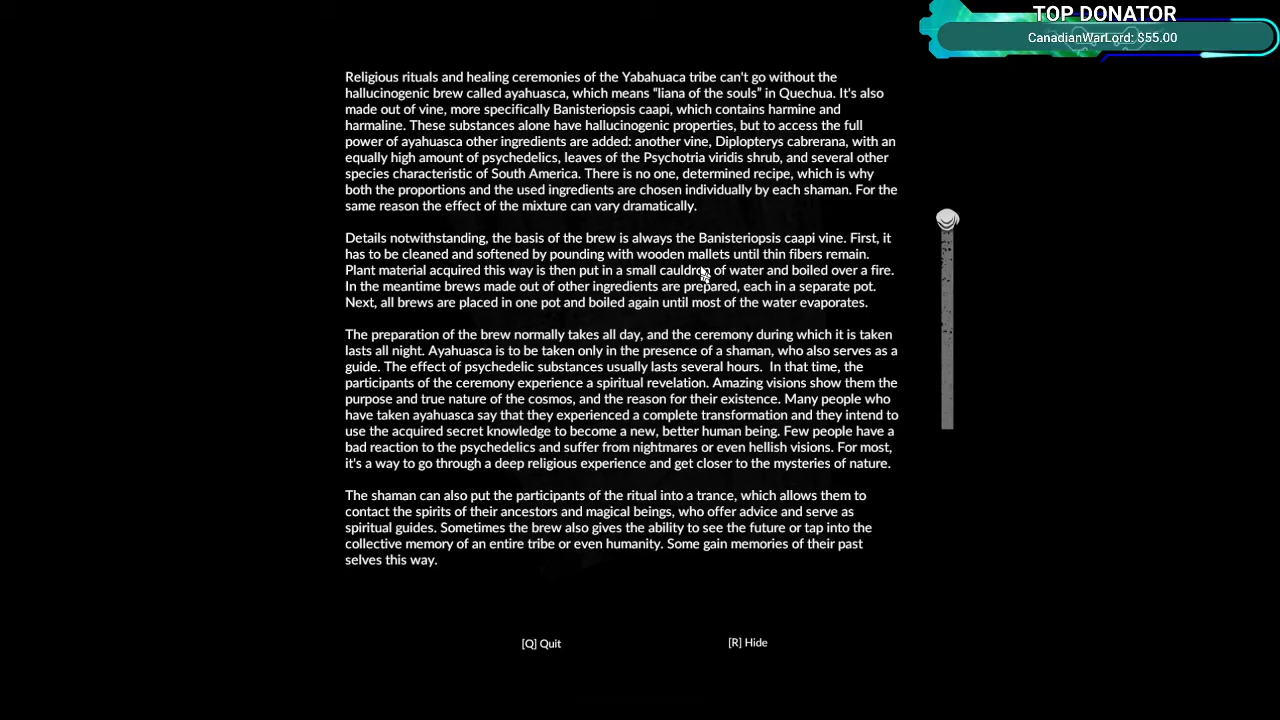 TOP DONATOR
CanadianWarLord: $55.00
Religious rituals and healing ceremonies of the Yabahuaca tribe can't go without the
hallucinogenic brew called ayahuasca, which means “liana of the souls” in Quechua. It's also
made out of vine, more specifically Banisteriopsis caapi, which contains harmine and
harmaline. These substances alone have hallucinogenic properties, but to access the full
power of ayahuasca other ingredients are added: another vine, Diplopterys cabrerana, with an
equally high amount of psychedelics, leaves of the Psychotria viridis shrub, and several other
species characteristic of South America. There is no one, determined recipe, which is why
both the proportions and the used ingredients are chosen individually by each shaman. For the
same reason the effect of the mixture can vary dramatically.
Details notwithstanding, the basis of the brew is always the Banisteriopsis caapi vine. First, it
has to be cleaned and softened by pounding with wooden mallets until thin fibers remain.
Plant material acquired this way is then put in a small cauldron of water and boiled over a fire.
In the meantime brews made out of other ingredients are prepared, each in a separate pot.
Next, all brews are placed in one pot and boiled again until most of the water evaporates.
The preparation of the brew normally takes all day, and the ceremony during which it is taken
lasts all night. Ayahuasca is to be taken only in the presence of a shaman, who also serves as a
guide. The effect of psychedelic substances usually lasts several hours.  In that time, the
participants of the ceremony experience a spiritual revelation. Amazing visions show them the
purpose and true nature of the cosmos, and the reason for their existence. Many people who
have taken ayahuasca say that they experienced a complete transformation and they intend to
use the acquired secret knowledge to become a new, better human being. Few people have a
bad reaction to the psychedelics and suffer from nightmares or even hellish visions. For most,
it's a way to go through a deep religious experience and get closer to the mysteries of nature.
The shaman can also put the participants of the ritual into a trance, which allows them to
contact the spirits of their ancestors and magical beings, who offer advice and serve as
spiritual guides. Sometimes the brew also gives the ability to see the future or tap into the
collective memory of an entire tribe or even humanity. Some gain memories of their past
selves this way.
[Q] Quit
[R] Hide